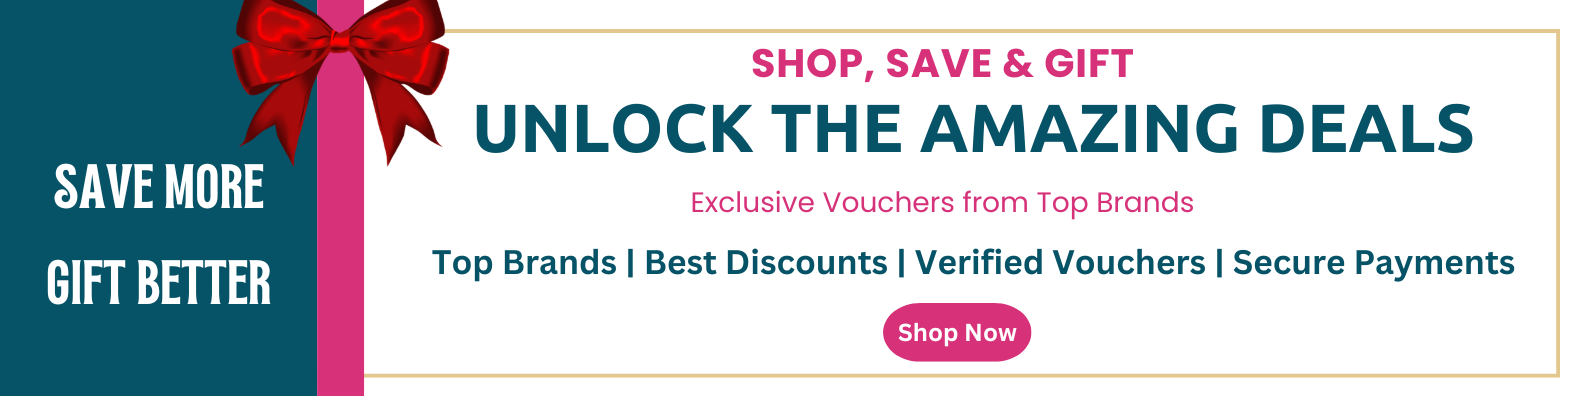 SAVE MORE
GIFT BETTER
SHOP, SAVE & GIFT
UNLOCK THE AMAZING DEALS
Exclusive Vouchers from Top Brands
Top Brands | Best Discounts | Verified Vouchers | Secure Payments
Shop Now